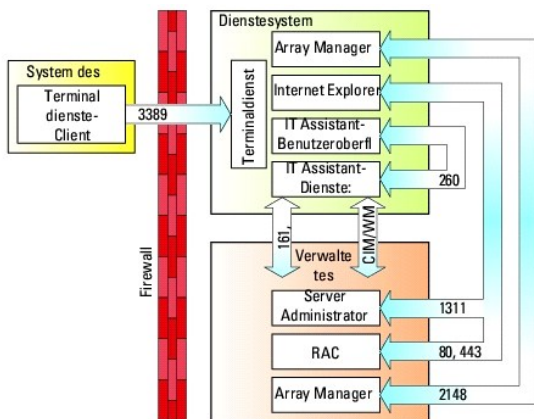 Dienstesystem
Array Manager
System des
Internet Explorer
Terminal
dienste-
Client
3389
Terminaldienst
IT Assistant-
Benutzeroberfl
IT Assistant-
Dienste:
260
161,
CIM/WM
Firewall
Verwalte
tes
Server
Administrator
1311
RAC
80, 443
Array Manager
2148